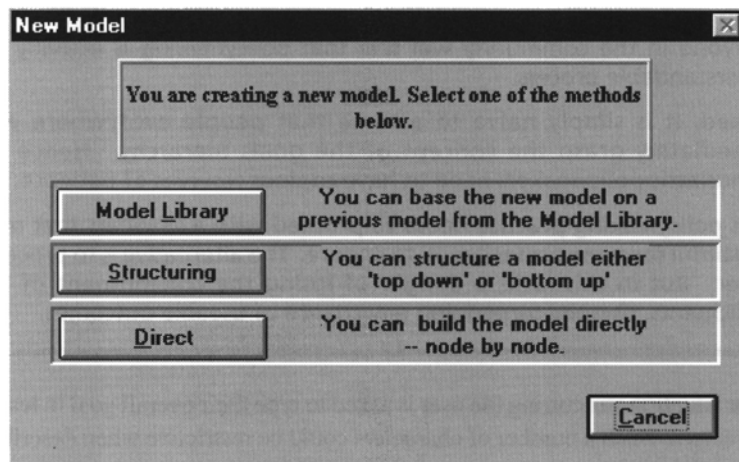 New Model
You are creating a new model. Select one of the methods
below.
Model Library
You can base the new model on a
previous model from the Model Library.
Structuring
You can structure a model either
'top down' or 'bottom up'
Direct
You can build the model directly
-- node by node.
Cancel